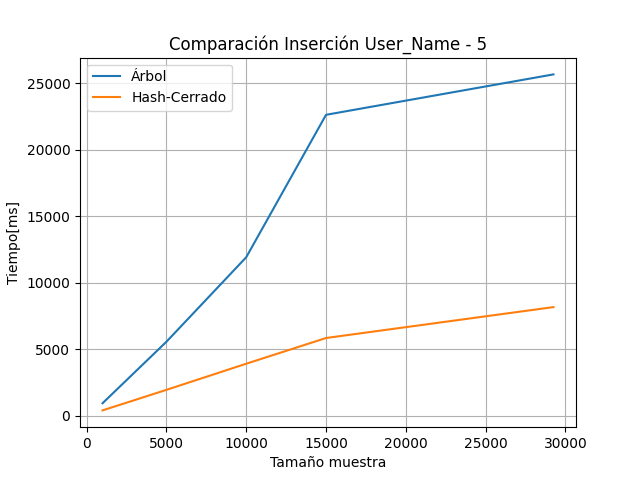 Comparación Inserción User_Name - 5
Árbol
Hash-Cerrado
Tiempo[ms]
25000
20000
15000
10000
5000
0
0 5000 10000 15000 20000 25000 30000
Tamaño muestra